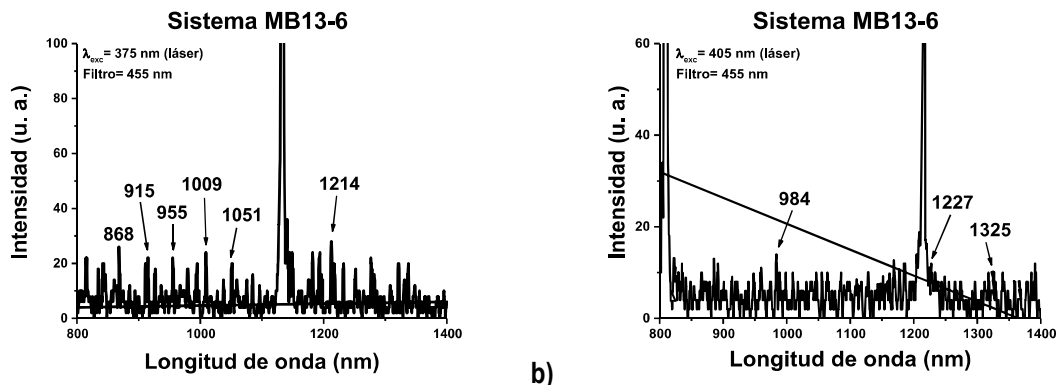 Sistema MB13-6
λexc= 375 nm (láser)
Filtro= 455 nm
Intensidad (u. a.)
100
80
60
40
20
0
868
915
955
1009
1051
1214
800
1000
1200
1400
Longitud de onda (nm)
b)
Sistema MB13-6
λexc= 405 nm (láser)
Filtro= 455 nm
Intensidad (u. a.)
60
40
20
0
984
1227
1325
800
900
1000
1100
1200
1300
1400
Longitud de onda (nm)